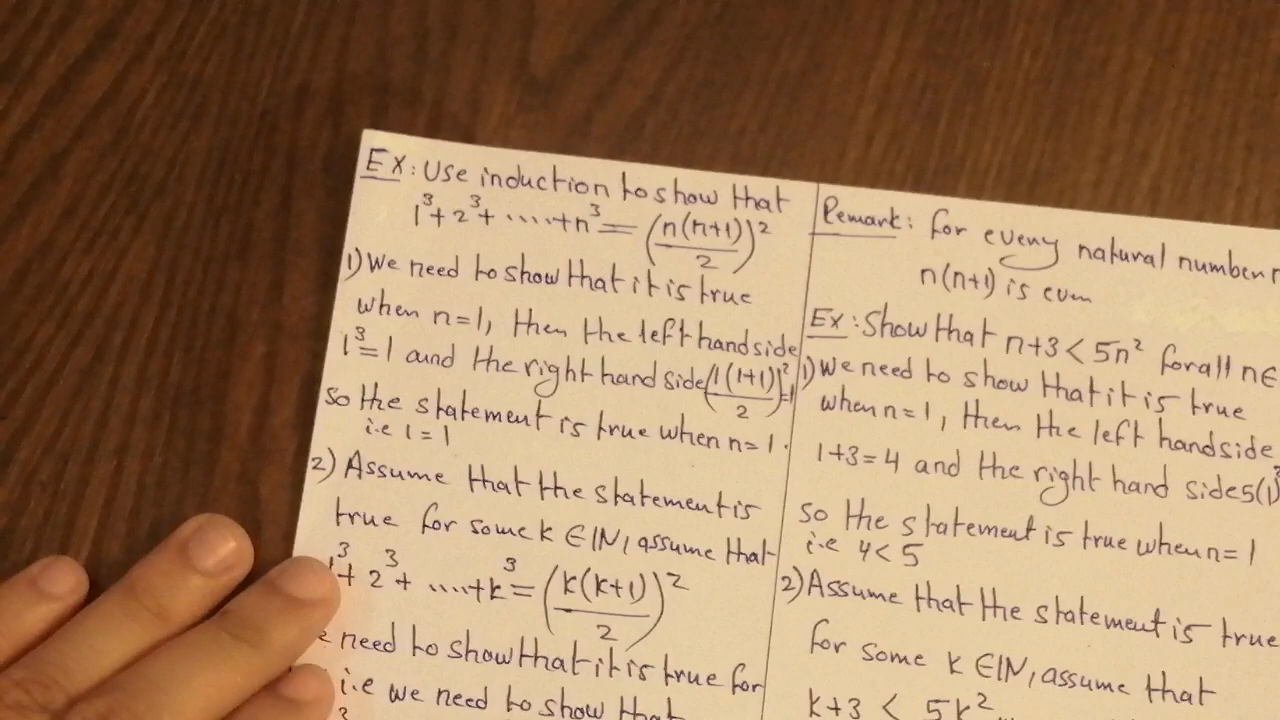 EX: Use induction to show that
1³+2³+.....+n³=(n(n+1)/2)²
1) We need to show that it is true
when n=1, then the left hand side
1³=1 and the right hand side (1(1+1)/2)²=1
so the statement is true when n=1.
i.e 1=1
2) Assume that the statement is
true for some k∈ℕ, assume that
1³+2³+.....+k³=(k(k+1)/2)²
need to show that it is true for
i.e we need to show that
3
Remark: for every natural number n
n(n+1) is even
Ex: Show that n+3<5n² for all n∈
1) We need to show that it is true
when n=1, then the left hand side
1+3=4 and the right hand side 5(1)²
so the statement is true when n=1
i.e 4<5
2) Assume that the statement is true
for some k∈ℕ, assume that
k+3 < 5k²